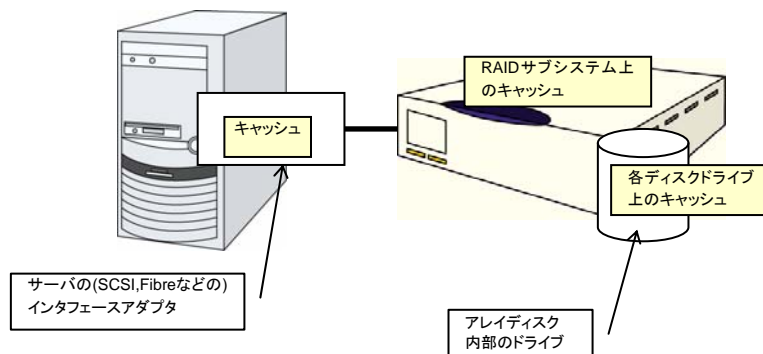 RAIDサブシステム上
のキャッシュ
キャッシュ
各ディスクドライブ
上のキャッシュ
サーバの(SCSI,Fibreなどの)
インタフェースアダプタ
アレイディスク
内部のドライブ